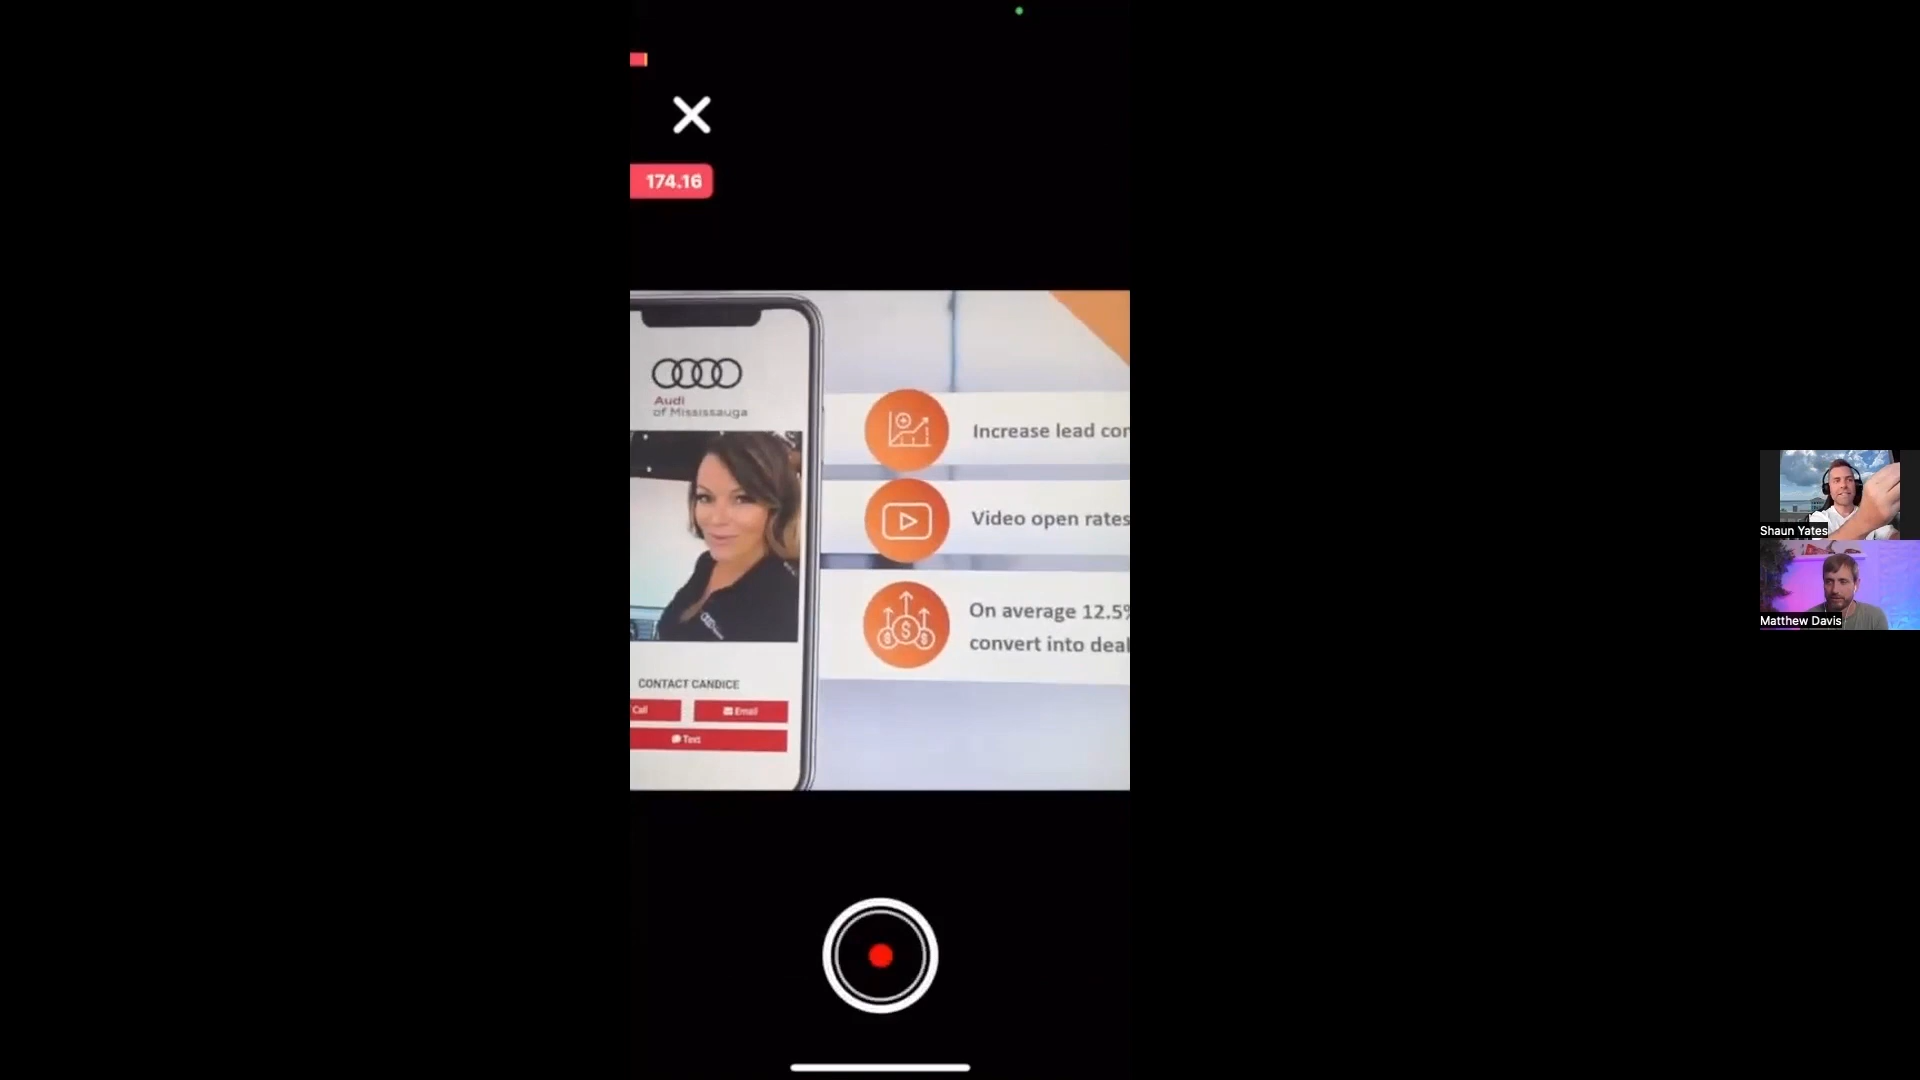 174.16
Audi
of Mississauga
CONTACT CANDICE
Call
Email
Text
Increase lead cor
Video open rates
On average 12.5%
convert into deal
Shaun Yates
Matthew Davis